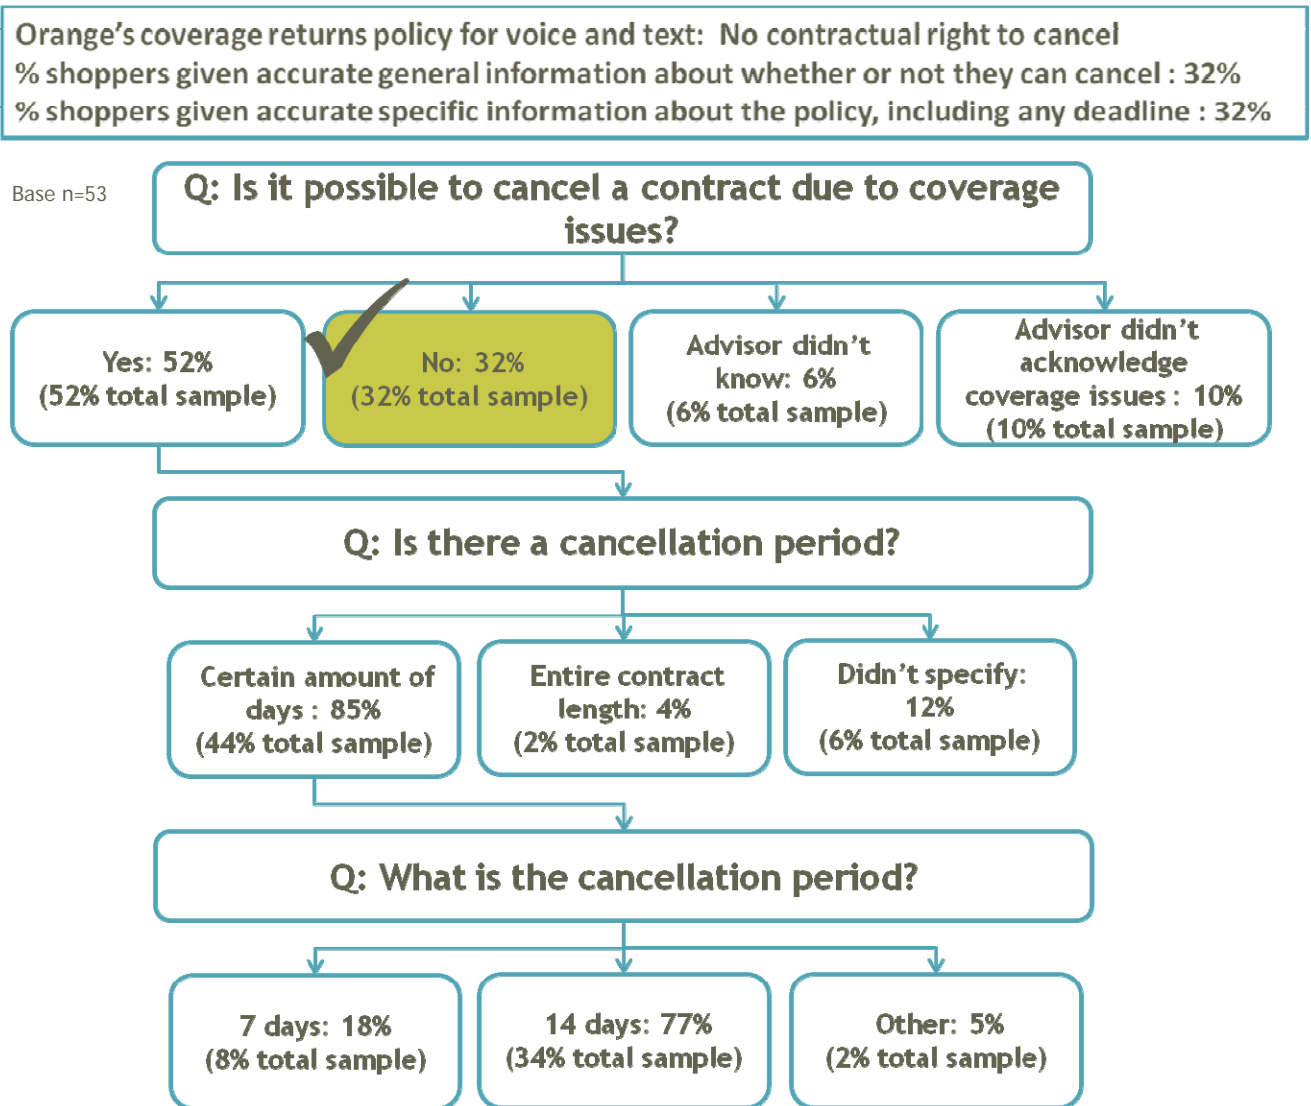 Orange's coverage returns policy for voice and text: No contractual right to cancel
% shoppers given accurate general information about whether or not they can cancel : 32%
% shoppers given accurate specific information about the policy, including any deadline : 32%
Base n=53
Q: Is it possible to cancel a contract due to coverage
issues?
Yes: 52%
(52% total sample)
No: 32%
(32% total sample)
Advisor didn't
know: 6%
(6% total sample)
Advisor didn't
acknowledge
coverage issues : 10%
(10% total sample)
Q: Is there a cancellation period?
Certain amount of
days : 85%
(44% total sample)
Entire contract
length: 4%
(2% total sample)
Didn't specify:
12%
(6% total sample)
Q: What is the cancellation period?
7 days: 18%
(8% total sample)
14 days: 77%
(34% total sample)
Other: 5%
(2% total sample)